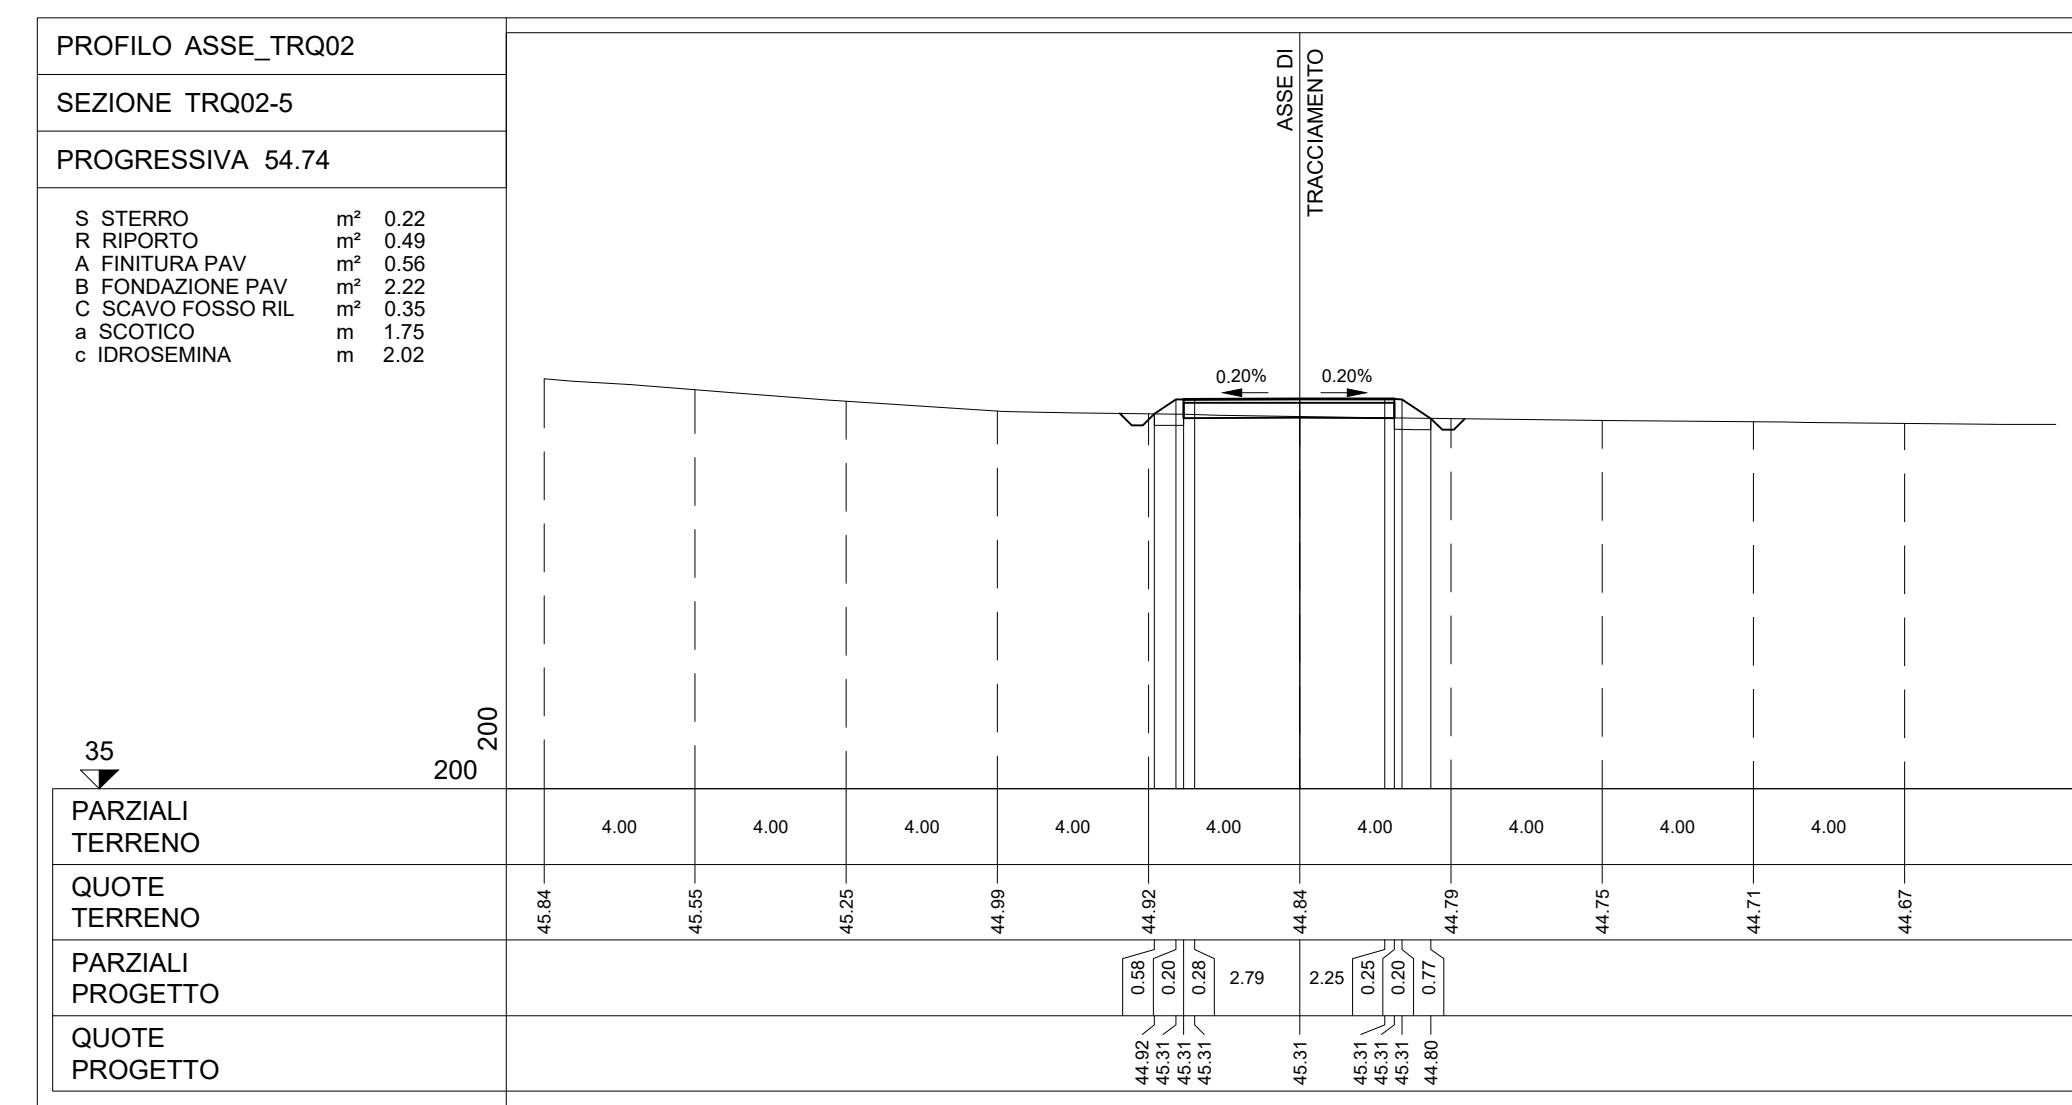 PROFILO ASSE_TRQ02
SEZIONE TRQ02-5
PROGRESSIVA 54.74
S STERRO m² 0.22
R RIPORTO m² 0.49
A FINITURA PAV m² 0.56
B FONDAZIONE PAV m² 2.22
C SCAVO FOSSO RIL m² 0.35
a SCOTICO m 1.75
c IDROSEMINA m 2.02
ASSE DI
TRACCIAMENTO
0.20% 0.20%
35
200
200
PARZIALI
TERRENO
4.00 4.00 4.00 4.00 4.00 4.00 4.00 4.00 4.00
QUOTE
TERRENO
45.84 45.55 45.25 44.99 44.92 44.84 44.79 44.75 44.71 44.67
PARZIALI
PROGETTO
0.58 0.20 0.28 2.79 2.25 0.25 0.20 0.77
QUOTE
PROGETTO
44.92 45.31 45.31 45.31 45.31 45.31 45.31 45.31 44.80